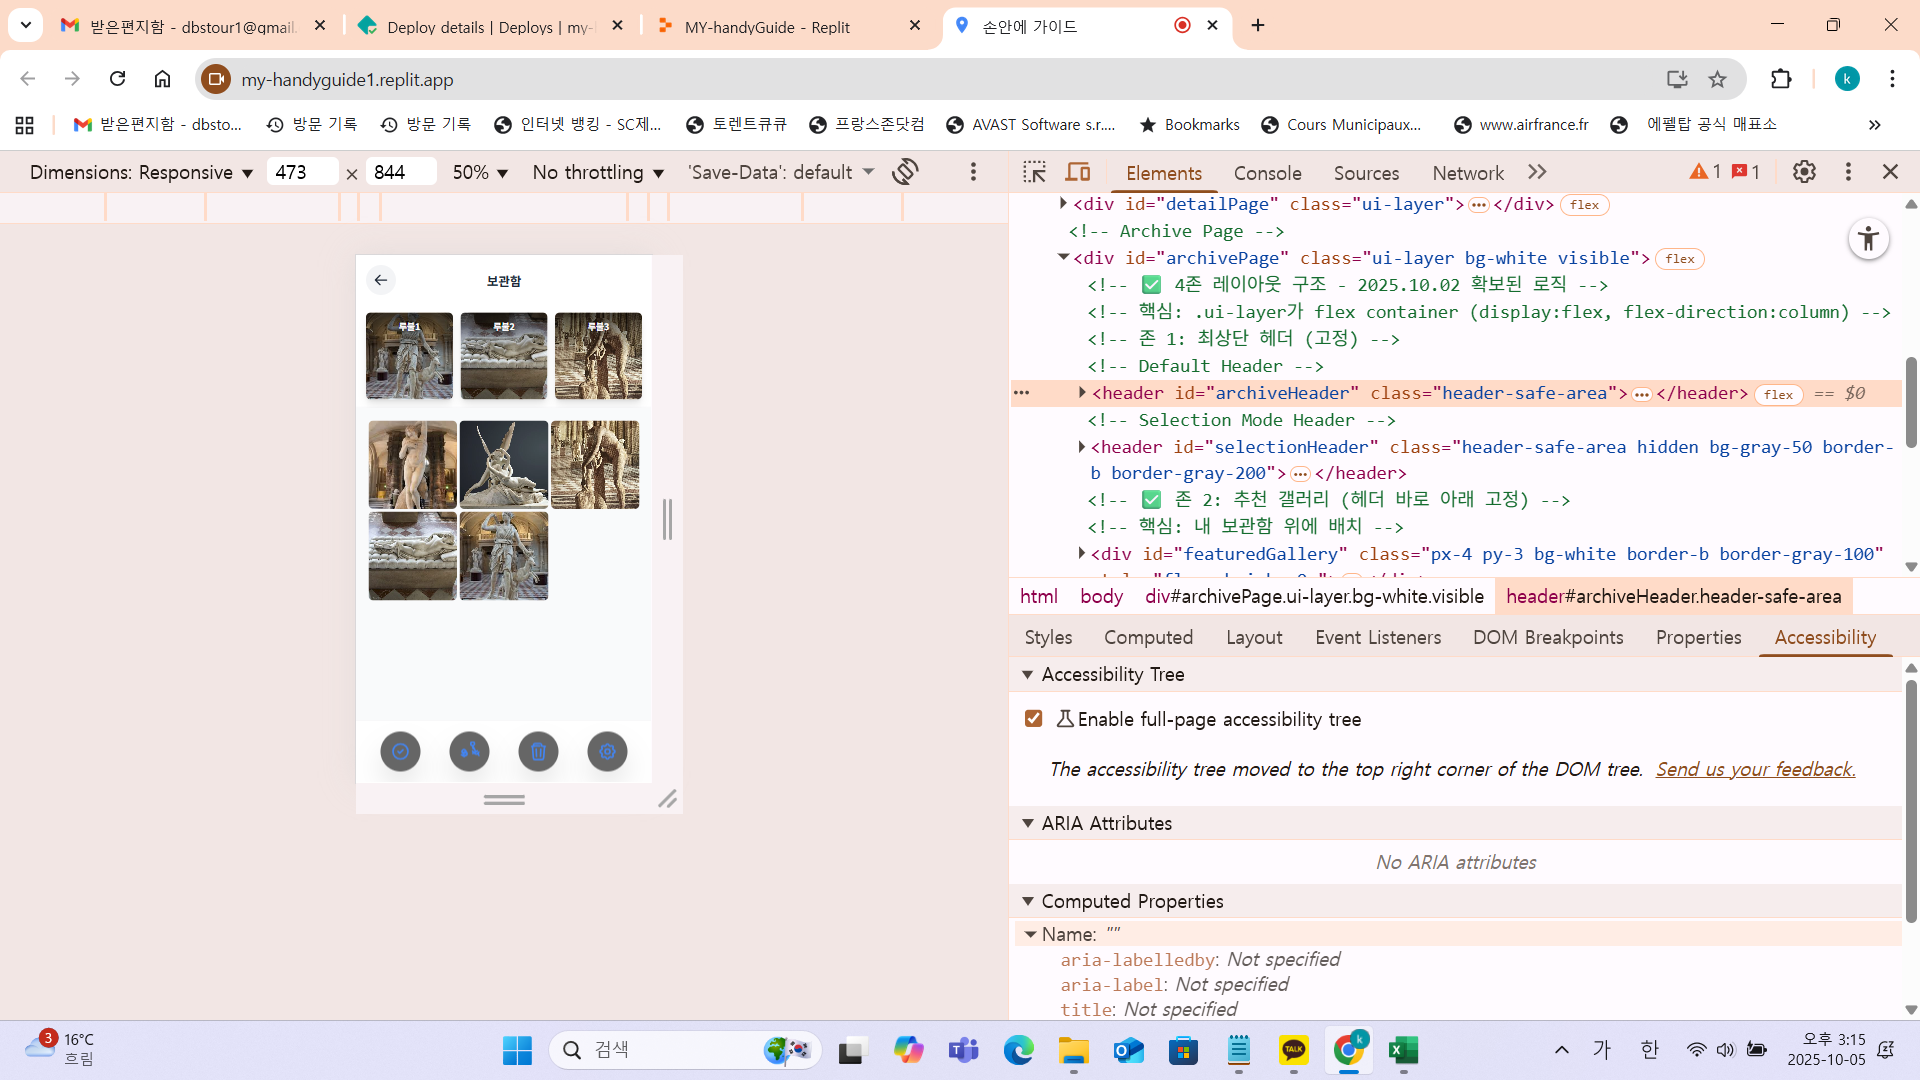 받은편지함 - dbstour1@gmail.
Deploy details | Deploys | my-
MY-handyGuide - Replit
손안에 가이드
my-handyguide1.replit.app
k
받은편지함 - dbsto...
방문 기록
방문 기록
인터넷 뱅킹 - SC제...
토렌트큐큐
프랑스존닷컴
AVAST Software s.r....
Bookmarks
Cours Municipaux...
www.airfrance.fr
에펠탑 공식 매표소
Dimensions: Responsive
473 × 844
50%
No throttling
'Save-Data': default
Elements
Console
Sources
Network
1
1
<div id="detailPage" class="ui-layer">…</div> flex
<!-- Archive Page -->
<div id="archivePage" class="ui-layer bg-white visible"> flex
<!-- ✅ 4존 레이아웃 구조 - 2025.10.02 확보된 로직 -->
<!-- 핵심: .ui-layer가 flex container (display:flex, flex-direction:column) -->
<!-- 존 1: 최상단 헤더 (고정) -->
<!-- Default Header -->
<header id="archiveHeader" class="header-safe-area">…</header> flex == $0
<!-- Selection Mode Header -->
<header id="selectionHeader" class="header-safe-area hidden bg-gray-50 border-
b border-gray-200">…</header>
<!-- ✅ 존 2: 추천 갤러리 (헤더 바로 아래 고정) -->
<!-- 핵심: 내 보관함 위에 배치 -->
<div id="featuredGallery" class="px-4 py-3 bg-white border-b border-gray-100"
html
body
div#archivePage.ui-layer.bg-white.visible
header#archiveHeader.header-safe-area
Styles
Computed
Layout
Event Listeners
DOM Breakpoints
Properties
Accessibility
Accessibility Tree
Enable full-page accessibility tree
The accessibility tree moved to the top right corner of the DOM tree. Send us your feedback.
ARIA Attributes
No ARIA attributes
Computed Properties
Name: ""
aria-labelledby: Not specified
aria-label: Not specified
title: Not specified
보관함
루불1
루불2
루불3
3
16°C
흐림
검색
TALK
k
가
한
오후 3:15
2025-10-05